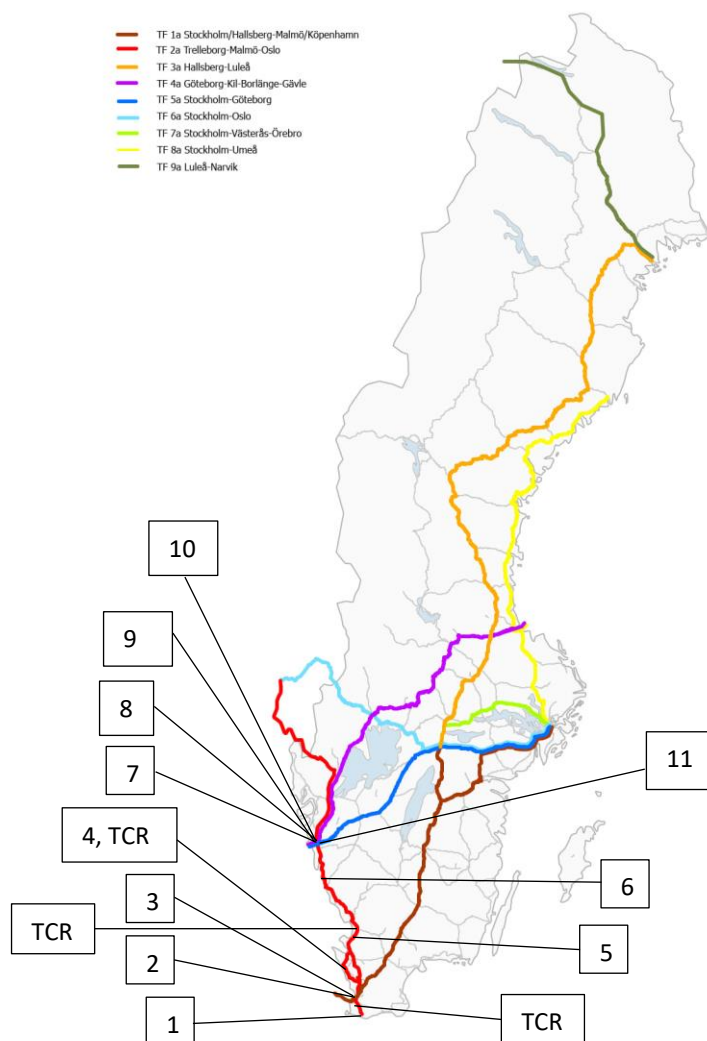 TF 1a Stockholm/Hallsberg-Malmö/Köpenhamn
TF 2a Trelleborg-Malmö-Oslo
TF 3a Hallsberg-Luleå
TF 4a Göteborg-Kil-Borlänge-Gävle
TF 5a Stockholm-Göteborg
TF 6a Stockholm-Oslo
TF 7a Stockholm-Västerås-Örebro
TF 8a Stockholm-Umeå
TF 9a Luleå-Narvik
10
9
8
7
11
4, TCR
6
3
TCR
5
2
1
TCR